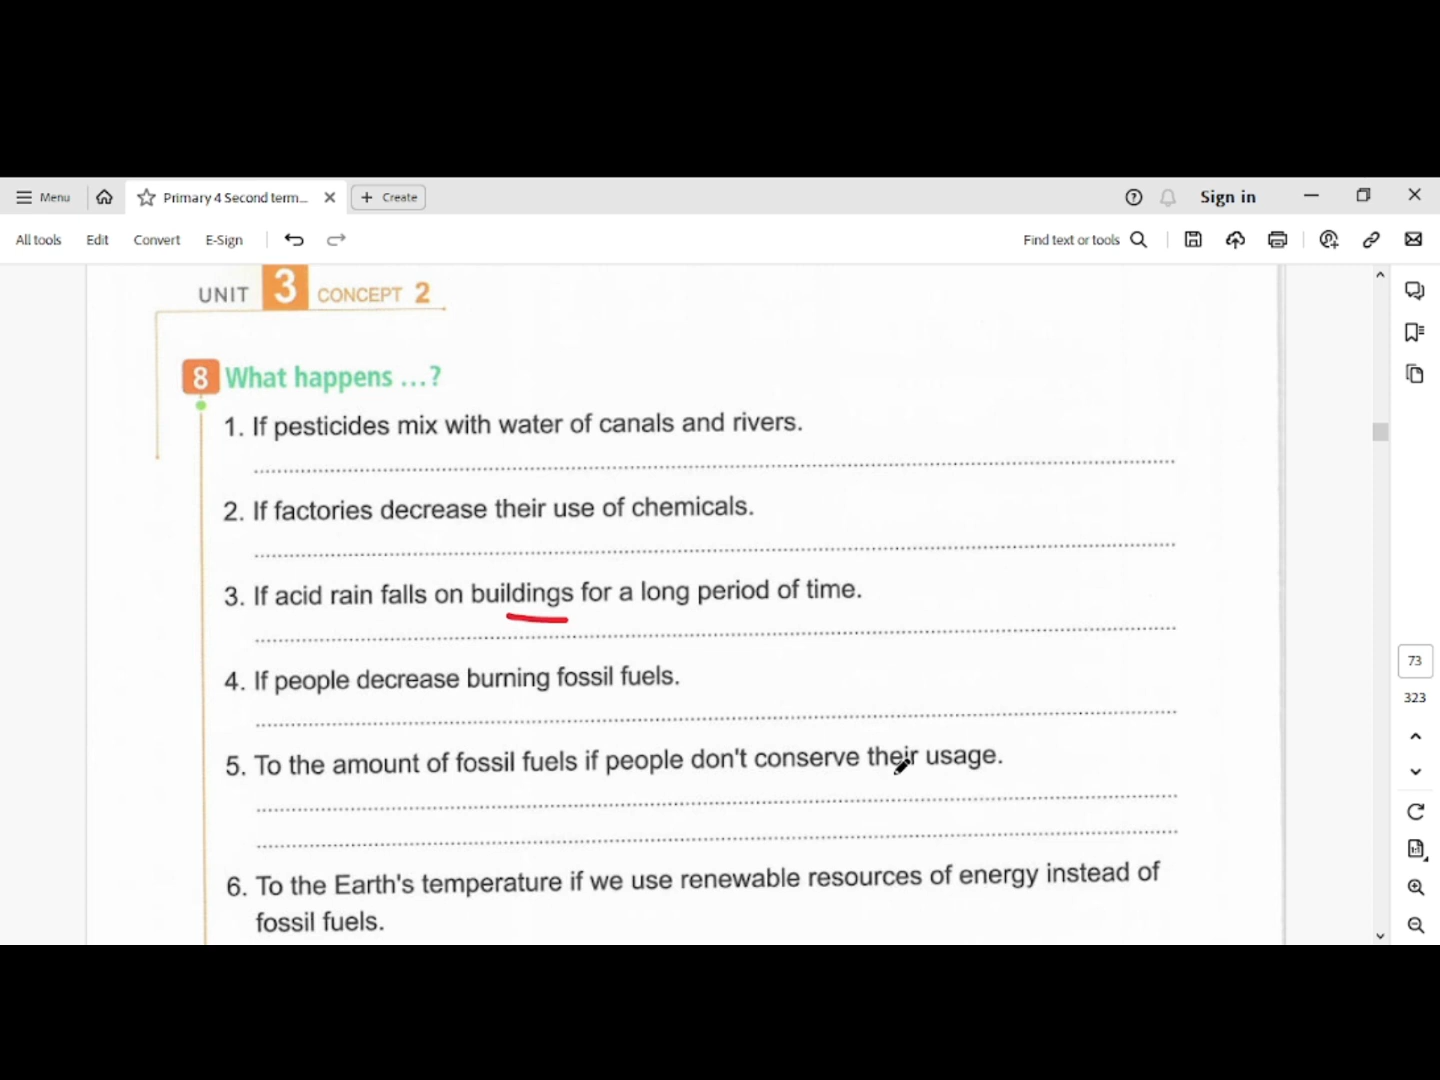 Menu
Primary 4 Second term...
Create
Sign in
All tools
Edit
Convert
E-Sign
Find text or tools
UNIT 3 CONCEPT 2
8 What happens ...?
1. If pesticides mix with water of canals and rivers.
2. If factories decrease their use of chemicals.
3. If acid rain falls on buildings for a long period of time.
4. If people decrease burning fossil fuels.
5. To the amount of fossil fuels if people don't conserve their usage.
6. To the Earth's temperature if we use renewable resources of energy instead of
fossil fuels.
73
323